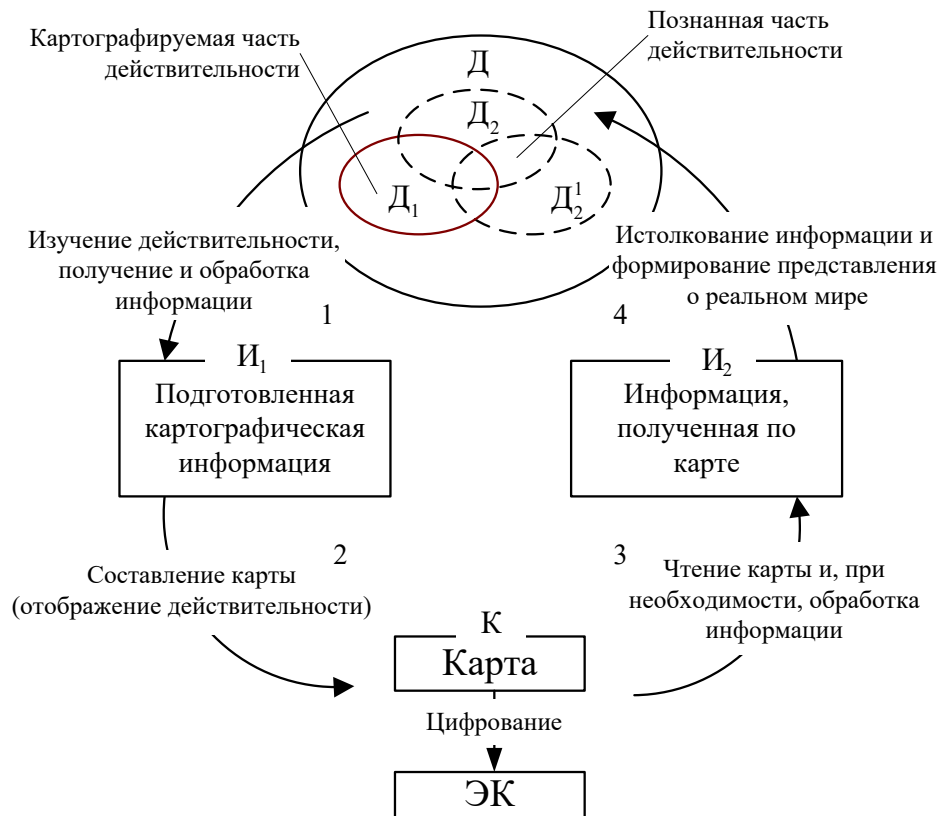 Картографируемая часть
действительности
Познанная часть
действительности
Д
Д₂
Д₁
Д¹₂
Изучение действительности,
получение и обработка
информации
1
Истолкование информации и
формирование представления
о реальном мире
4
И₁
Подготовленная
картографическая
информация
И₂
Информация,
полученная по
карте
2
Составление карты
(отображение действительности)
3
Чтение карты и, при
необходимости, обработка
информации
К
Карта
Цифрование
ЭК